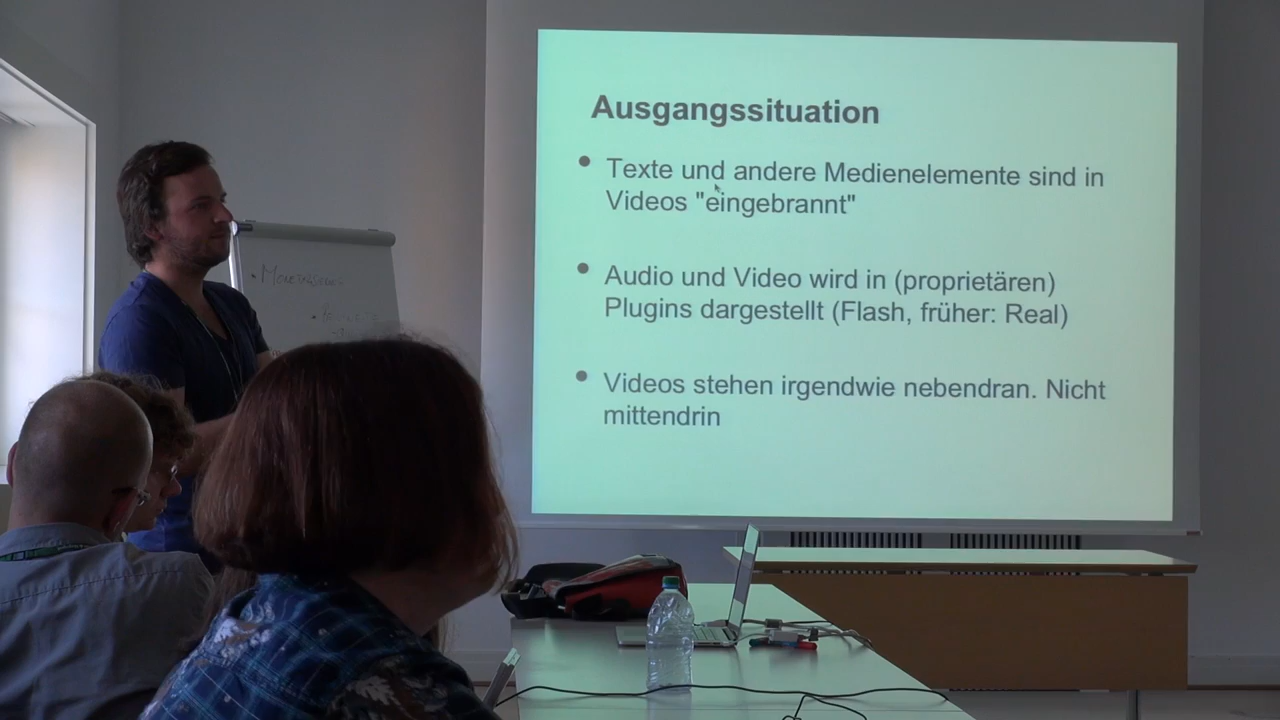 Ausgangssituation
• Texte und andere Medienelemente sind in
Videos "eingebrannt"
• Audio und Video wird in (proprietären)
Plugins dargestellt (Flash, früher: Real)
• Videos stehen irgendwie nebendran. Nicht
mittendrin